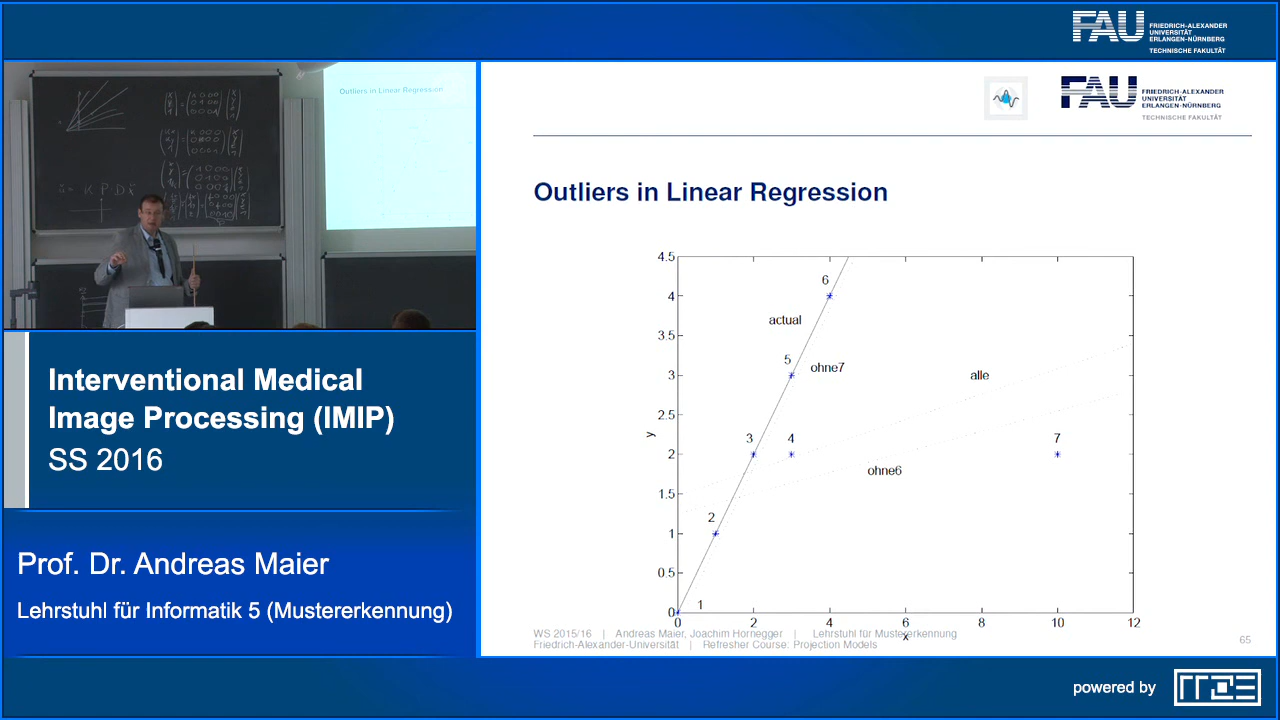 FAU
FRIEDRICH-ALEXANDER
UNIVERSITÄT
ERLANGEN-NÜRNBERG
TECHNISCHE FAKULTÄT
Outliers in Linear Regression
FAU
FRIEDRICH-ALEXANDER
UNIVERSITÄT
ERLANGEN-NÜRNBERG
TECHNISCHE FAKULTÄT
Outliers in Linear Regression
4.5
4
3.5
3
2.5
2
1.5
1
0.5
0
y
6
actual
5
ohne7
alle
3
4
7
ohne6
2
1
0 2 4 6 8 10 12
x
WS 2015/16 | Andreas Maier, Joachim Hornegger | Lehrstuhl für Mustererkennung
Friedrich-Alexander-Universität | Refresher Course: Projection Models
65
Interventional Medical
Image Processing (IMIP)
SS 2016
Prof. Dr. Andreas Maier
Lehrstuhl für Informatik 5 (Mustererkennung)
powered by